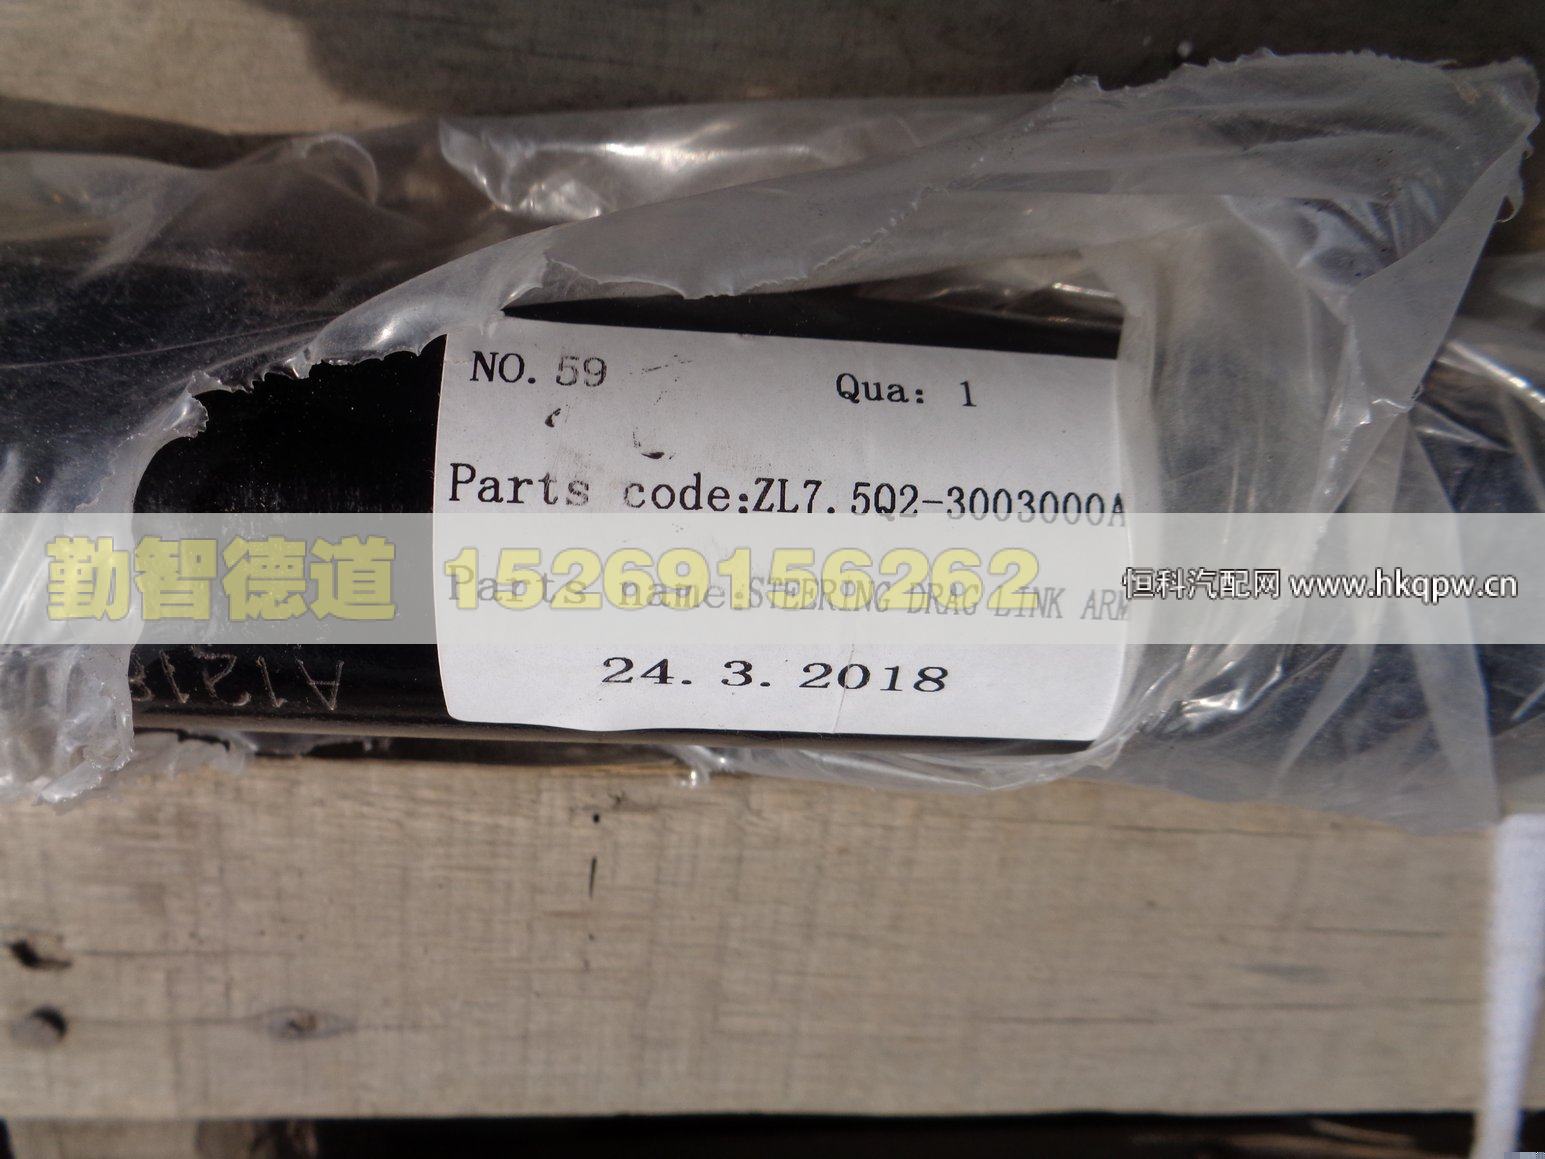 NO. 59
Qua: 1
Parts code:ZL7.5Q2-3003000A
Parts name:STEERING DRAG LINK ARM
勤智德道 15269156262
恒科汽配网 www.hkqpw.cn
24. 3. 2018